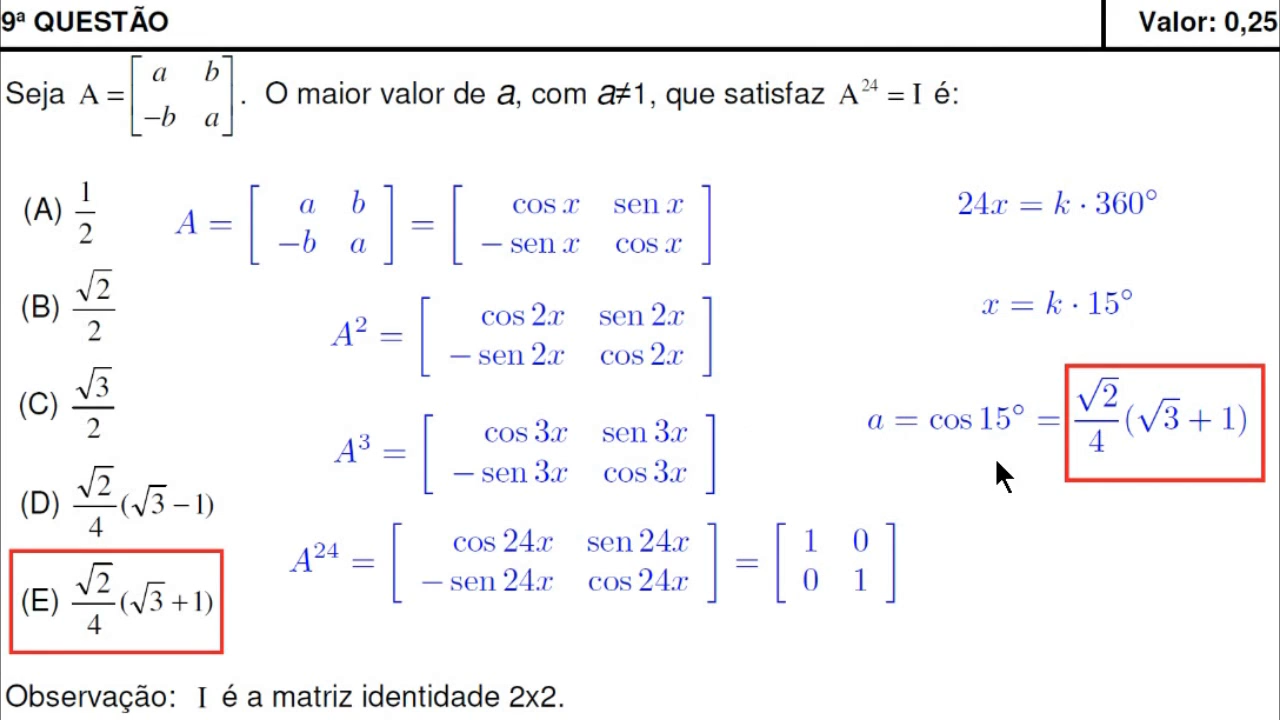 9ª QUESTÃO Valor: 0,25
Seja A = [ a b ; −b a ]. O maior valor de a, com a≠1, que satisfaz A^24 = I é:
(A) 1/2
A = [ a b ; −b a ] = [ cos x sen x ; − sen x cos x ]
24x = k · 360°
(B) √2/2
A^2 = [ cos 2x sen 2x ; − sen 2x cos 2x ]
x = k · 15°
(C) √3/2
A^3 = [ cos 3x sen 3x ; − sen 3x cos 3x ]
a = cos 15° = √2/4 (√3 + 1)
(D) √2/4 (√3 − 1)
A^24 = [ cos 24x sen 24x ; − sen 24x cos 24x ] = [ 1 0 ; 0 1 ]
(E) √2/4 (√3 + 1)
Observação: I é a matriz identidade 2x2.